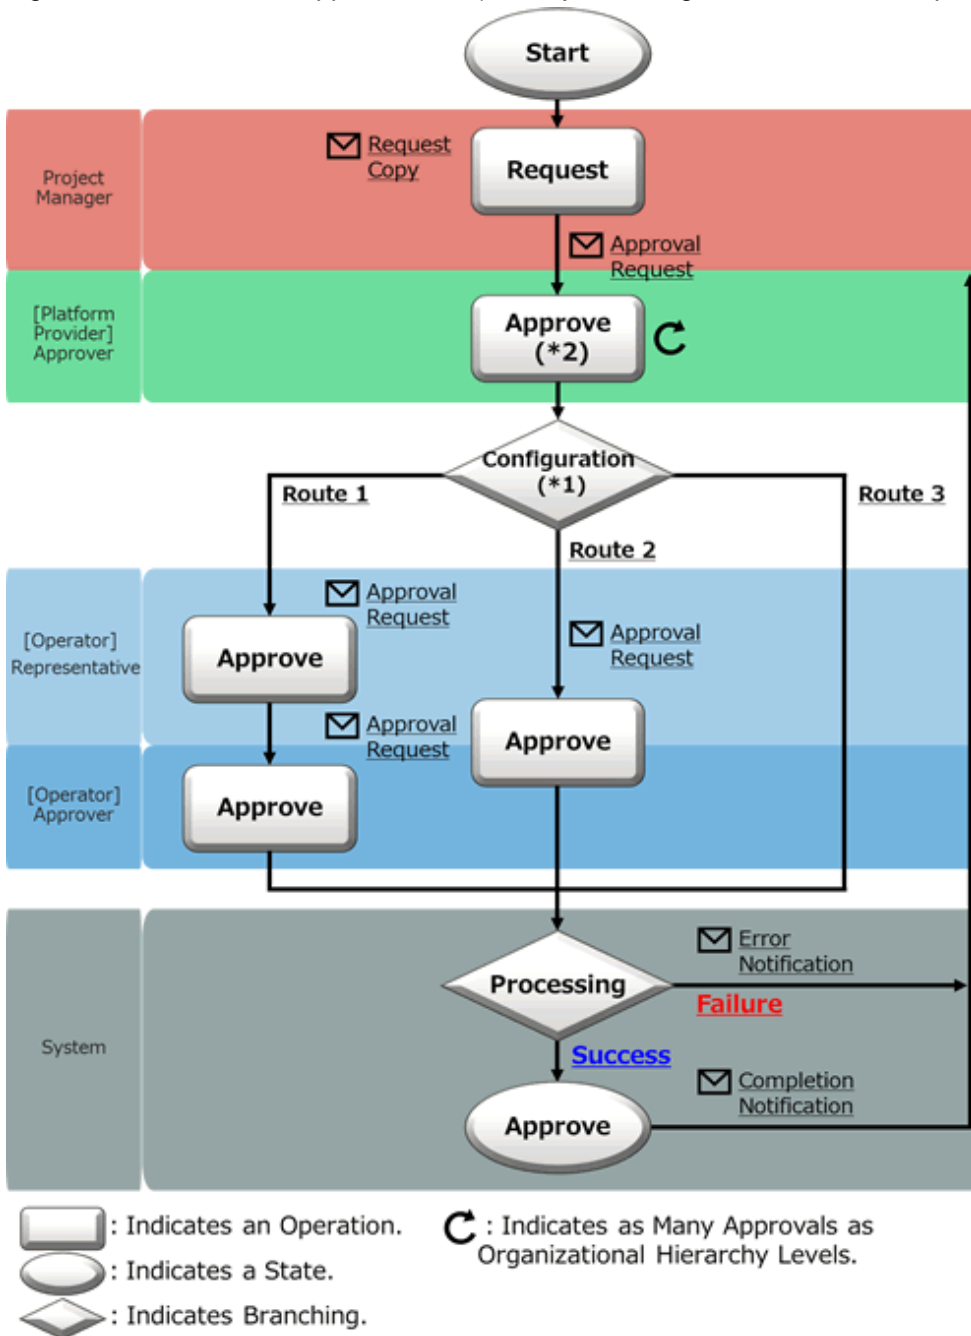 Start
Request
Copy
Request
Project
Manager
Approval
Request
[Platform
Provider]
Approver
Approve
(*2)
Configuration
(*1)
Route 1
Route 3
Route 2
Approval
Request
[Operator]
Representative
Approve
Approval
Request
Approval
Request
Approve
[Operator]
Approver
Approve
Error
Notification
Processing
Failure
System
Success
Completion
Notification
Approve
: Indicates an Operation.
: Indicates as Many Approvals as
Organizational Hierarchy Levels.
: Indicates a State.
: Indicates Branching.